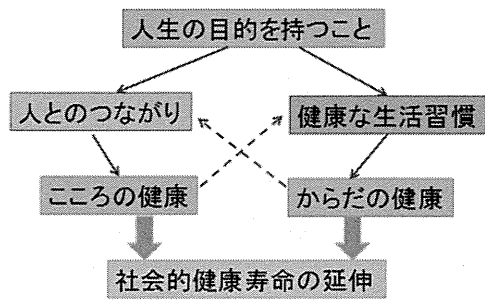 人生の目的を持つこと
人とのつながり
健康な生活習慣
こころの健康
からだの健康
社会的健康寿命の延伸